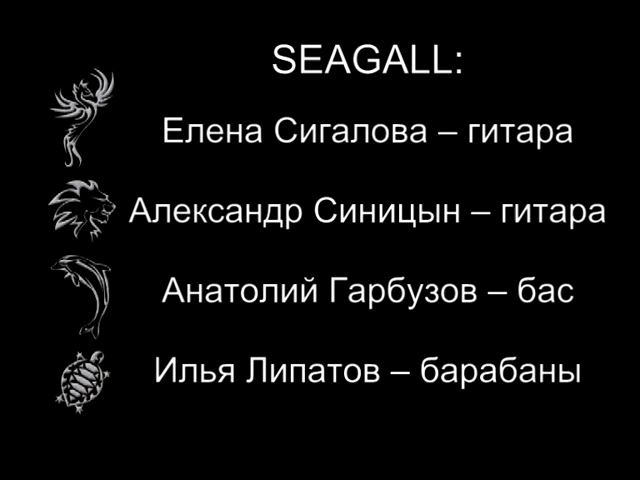 SEAGALL:
Елена Сигалова – гитара
Александр Синицын – гитара
Анатолий Гарбузов – бас
Илья Липатов – барабаны